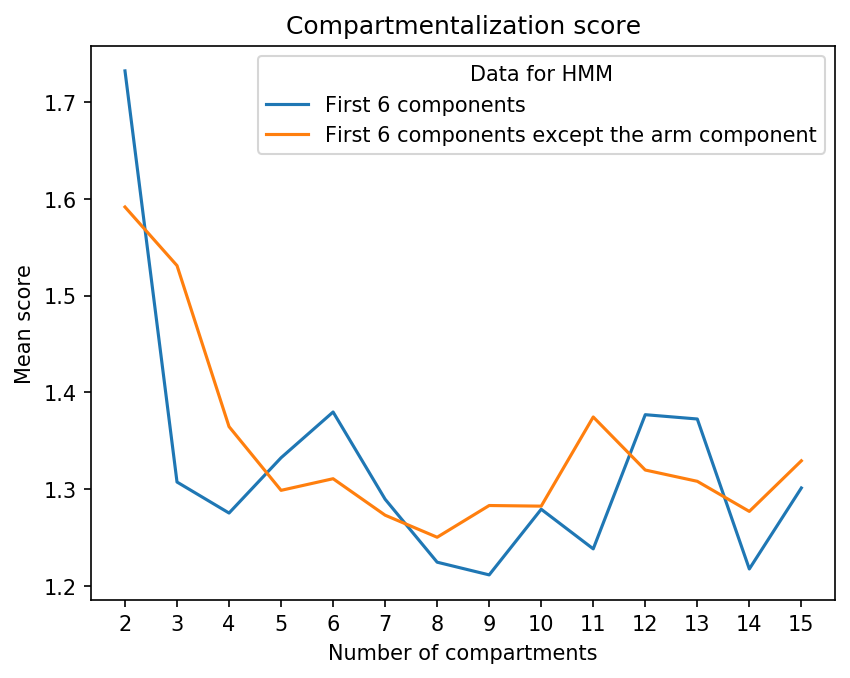 Compartmentalization score
Data for HMM
First 6 components
First 6 components except the arm component
Mean score
1.7
1.6
1.5
1.4
1.3
1.2
2 3 4 5 6 7 8 9 10 11 12 13 14 15
Number of compartments